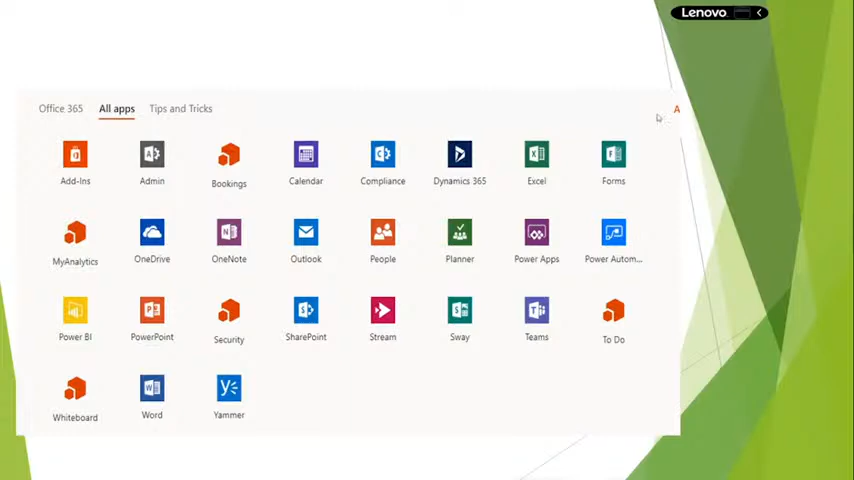 Lenovo
Office 365 All apps Tips and Tricks A
Add-Ins Admin Bookings Calendar Compliance Dynamics 365 Excel Forms
MyAnalytics OneDrive OneNote Outlook People Planner Power Apps Power Autom...
Power BI PowerPoint Security SharePoint Stream Sway Teams To Do
Whiteboard Word Yammer